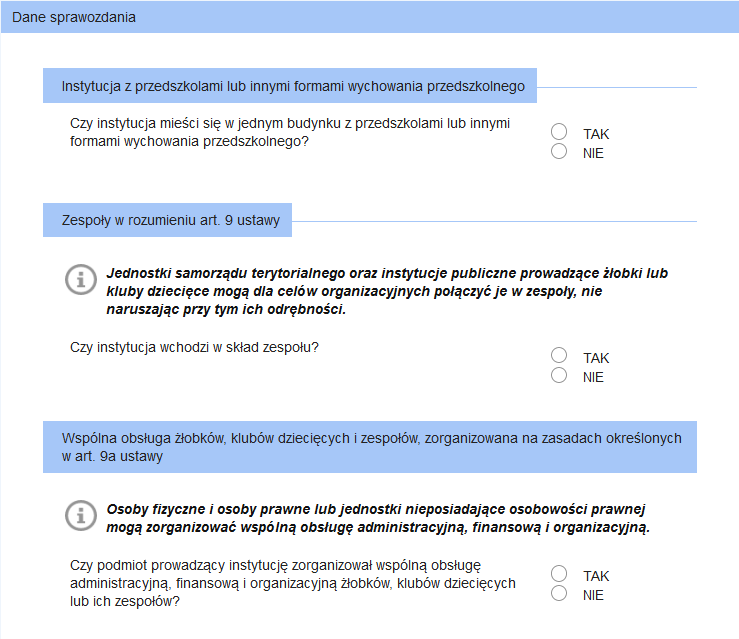 Dane sprawozdania
Instytucja z przedszkolami lub innymi formami wychowania przedszkolnego
Czy instytucja mieści się w jednym budynku z przedszkolami lub innymi
formami wychowania przedszkolnego?
TAK
NIE
Zespoły w rozumieniu art. 9 ustawy
Jednostki samorządu terytorialnego oraz instytucje publiczne prowadzące żłobki lub
kluby dziecięce mogą dla celów organizacyjnych połączyć je w zespoły, nie
naruszając przy tym ich odrębności.
Czy instytucja wchodzi w skład zespołu?
TAK
NIE
Wspólna obsługa żłobków, klubów dziecięcych i zespołów, zorganizowana na zasadach określonych
w art. 9a ustawy
Osoby fizyczne i osoby prawne lub jednostki nieposiadające osobowości prawnej
mogą zorganizować wspólną obsługę administracyjną, finansową i organizacyjną.
Czy podmiot prowadzący instytucję zorganizował wspólną obsługę
administracyjną, finansową i organizacyjną żłobków, klubów dziecięcych
lub ich zespołów?
TAK
NIE